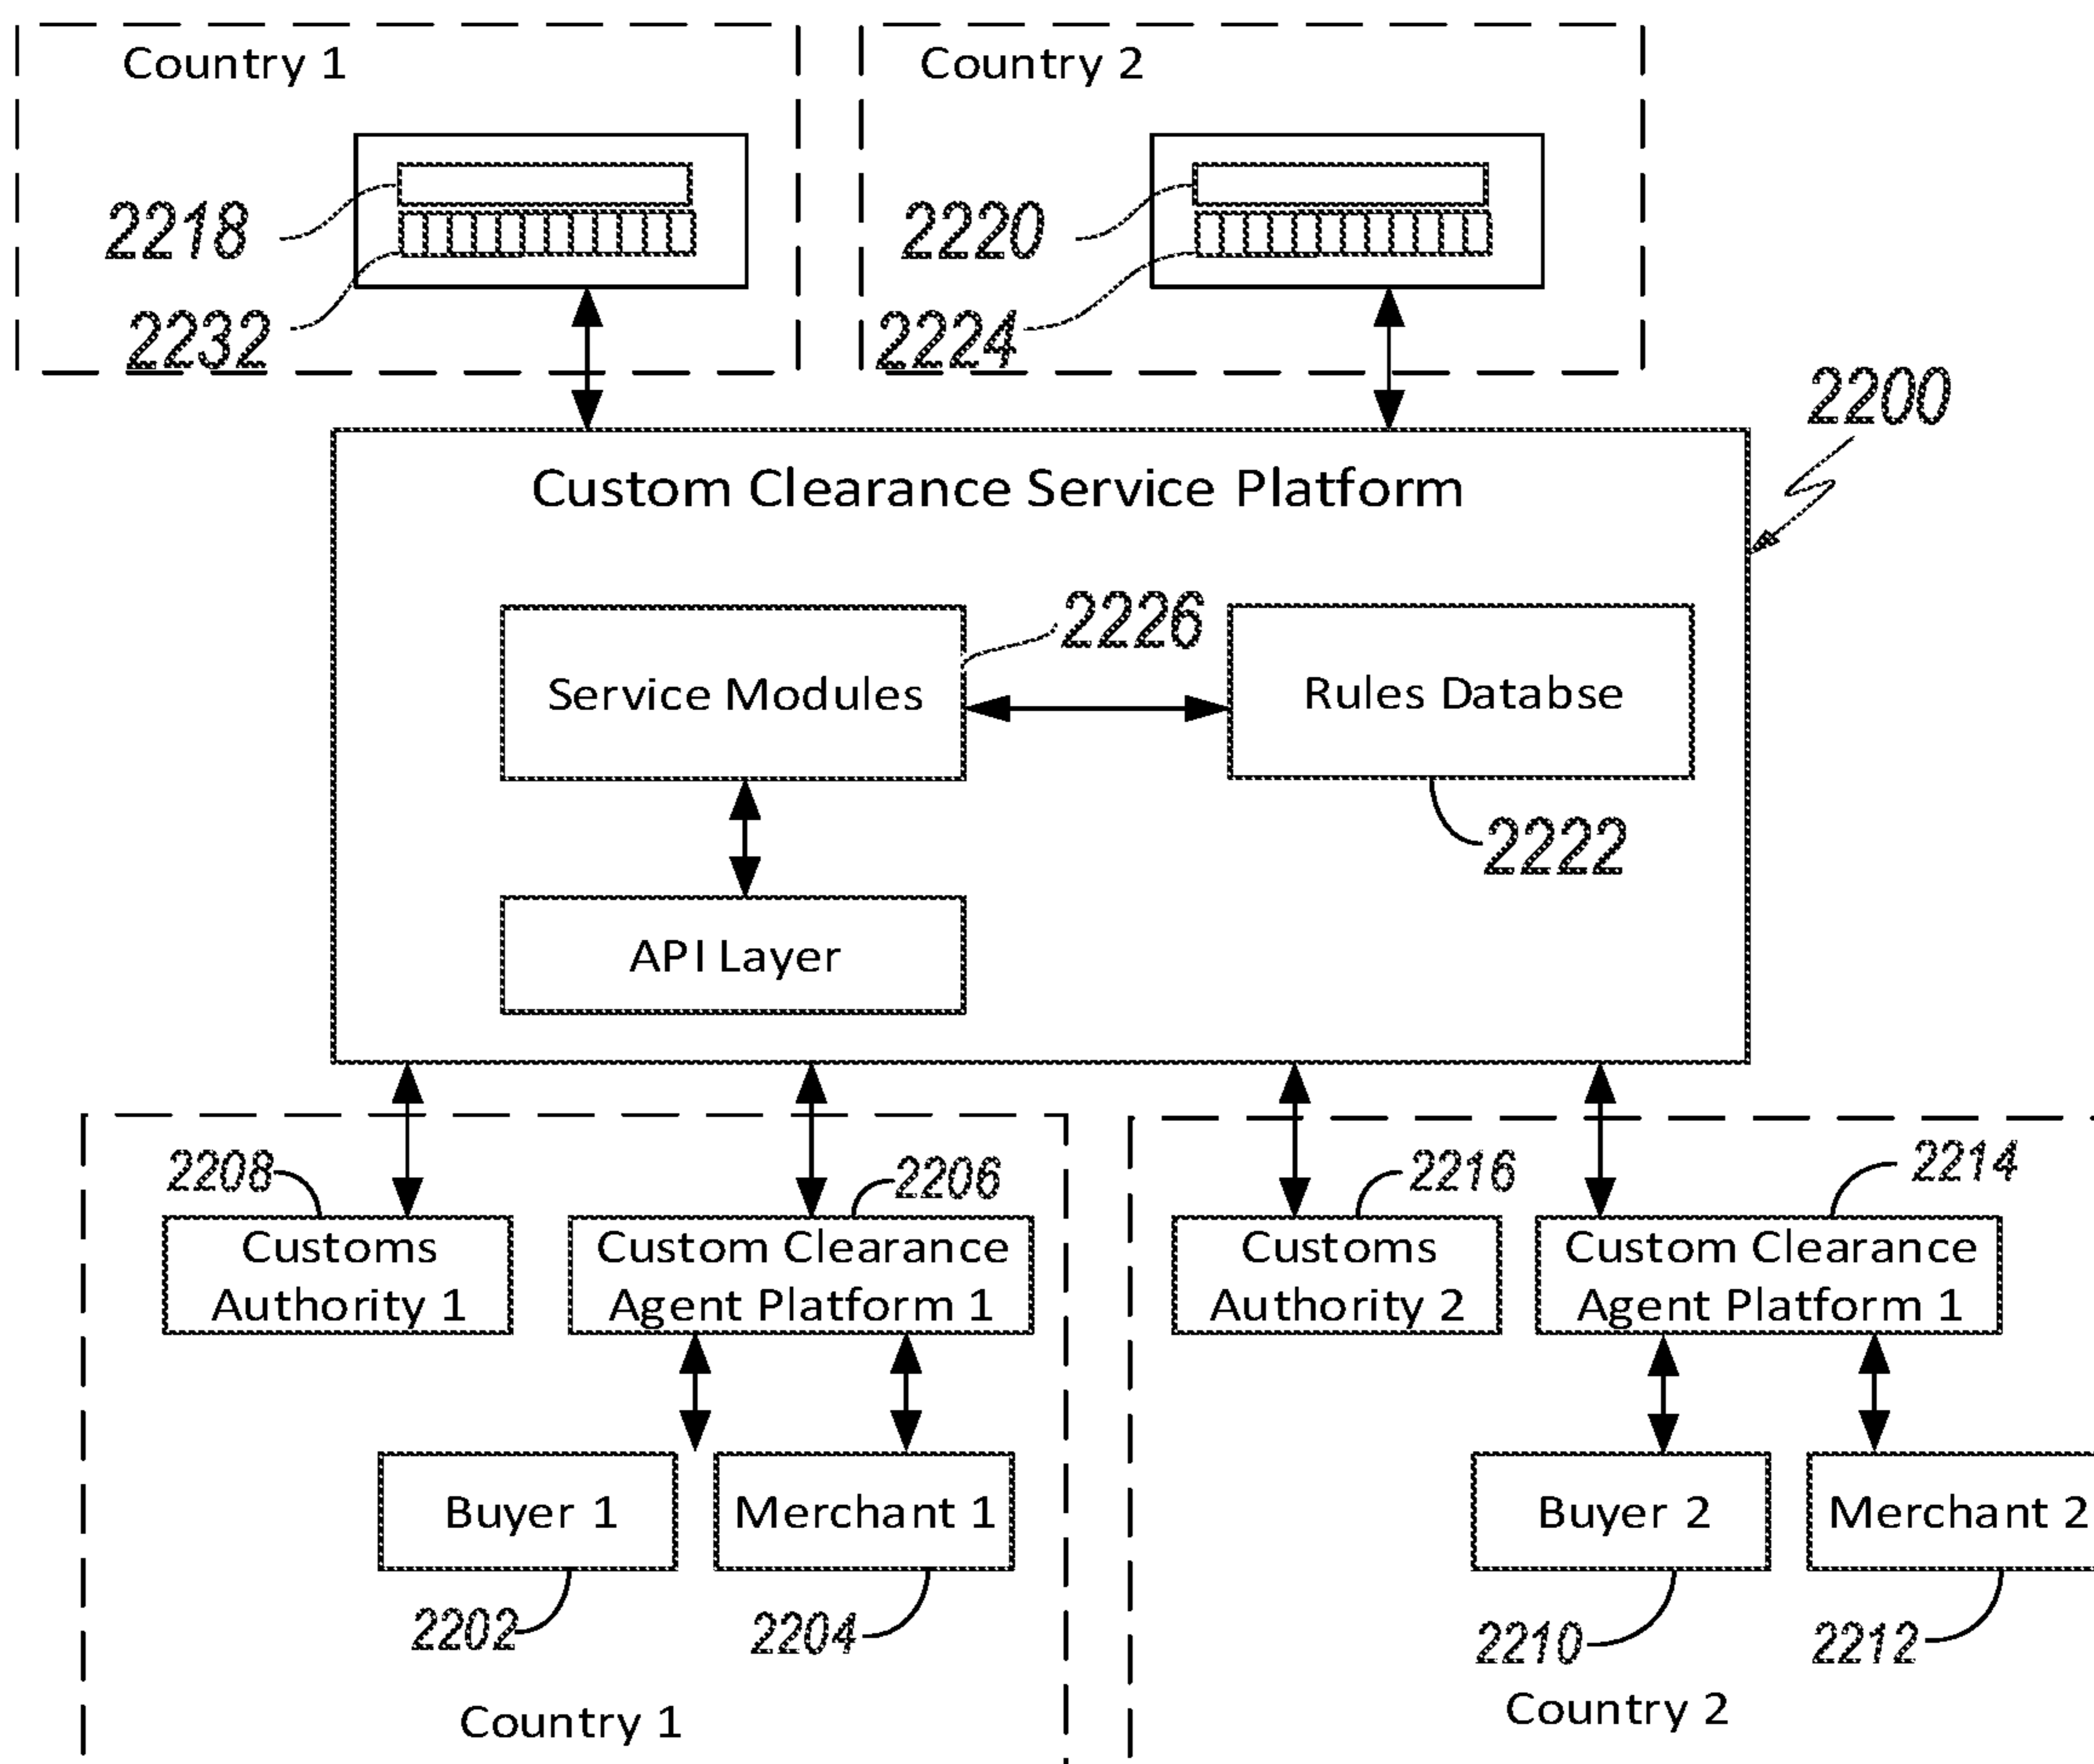 Country 1
Country 2
2218
2220
2232
2224
2200
Custom Clearance Service Platform
2226
Service Modules
Rules Databse
2222
API Layer
2208
2206
2216
2214
Customs
Authority 1
Custom Clearance
Agent Platform 1
Customs
Authority 2
Custom Clearance
Agent Platform 1
Buyer 1
Merchant 1
Buyer 2
Merchant 2
2202
2204
2210
2212
Country 1
Country 2